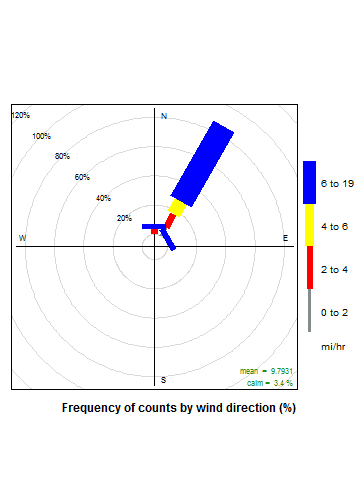 120%
N
100%
80%
60%
40%
20%
W
E
S
mean = 9.7931
calm = 3.4 %
6 to 19
4 to 6
2 to 4
0 to 2
mi/hr
Frequency of counts by wind direction (%)